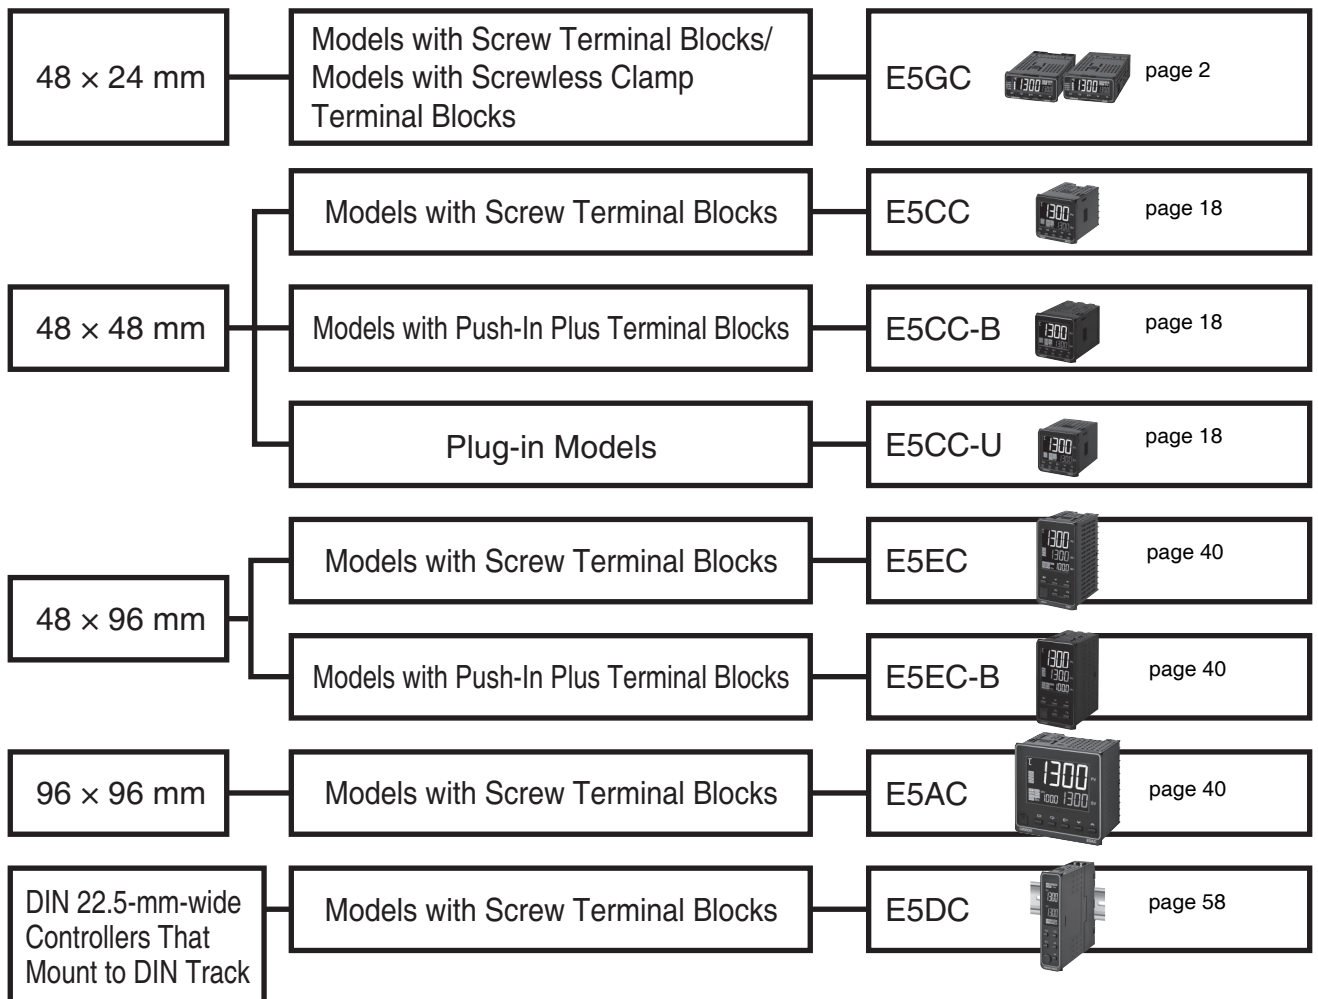 48 × 24 mm
Models with Screw Terminal Blocks/
Models with Screwless Clamp
Terminal Blocks
E5GC
page 2
48 × 48 mm
Models with Screw Terminal Blocks
E5CC
page 18
Models with Push-In Plus Terminal Blocks
E5CC-B
page 18
Plug-in Models
E5CC-U
page 18
48 × 96 mm
Models with Screw Terminal Blocks
E5EC
page 40
Models with Push-In Plus Terminal Blocks
E5EC-B
page 40
96 × 96 mm
Models with Screw Terminal Blocks
E5AC
1300
1000 1300
page 40
DIN 22.5-mm-wide
Controllers That
Mount to DIN Track
Models with Screw Terminal Blocks
E5DC
page 58